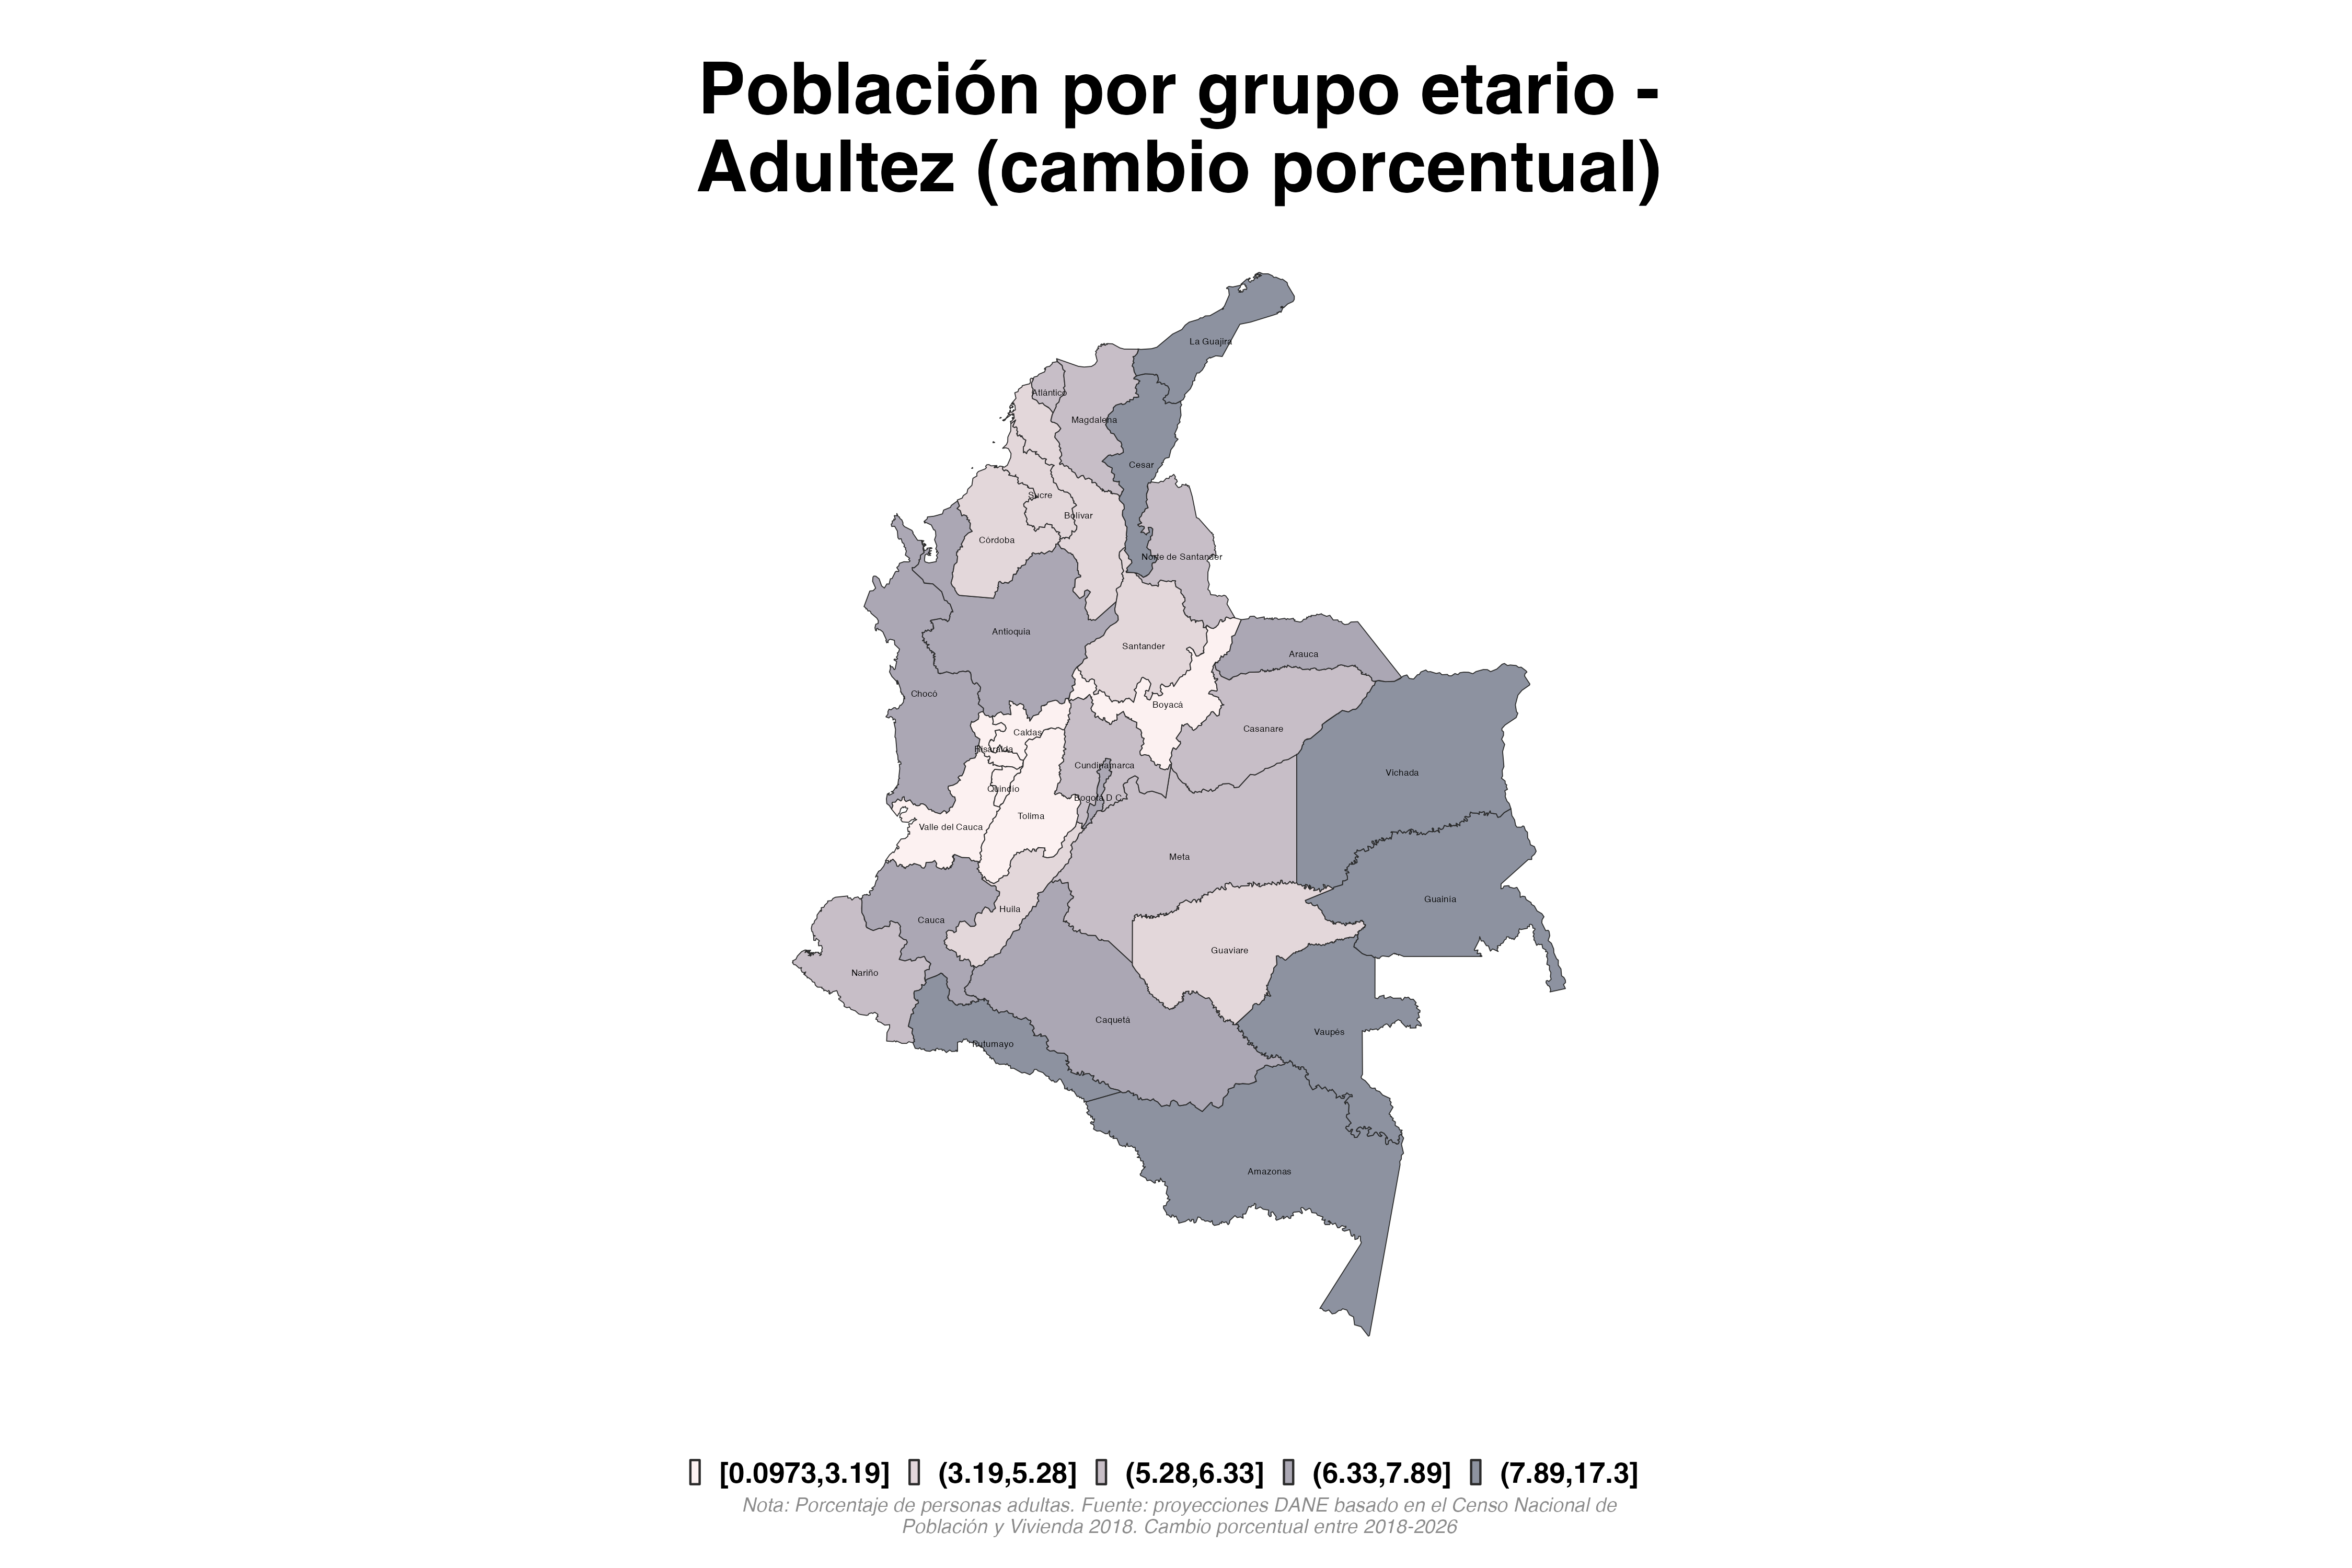 Población por grupo etario -
Adultez (cambio porcentual)
La Guajira
Atlántico
Magdalena
Cesar
Sucre
Bolívar
Córdoba
Norte de Santander
Antioquia
Santander
Arauca
Chocó
Boyacá
Casanare
Caldas
Risaralda
Cundinamarca
Vichada
Quindío
Bogotá D.C.
Tolima
Valle del Cauca
Meta
Guainía
Huila
Cauca
Guaviare
Nariño
Caquetá
Vaupés
Putumayo
Amazonas
[0.0973,3.19] (3.19,5.28] (5.28,6.33] (6.33,7.89] (7.89,17.3]
Nota: Porcentaje de personas adultas. Fuente: proyecciones DANE basado en el Censo Nacional de
Población y Vivienda 2018. Cambio porcentual entre 2018-2026